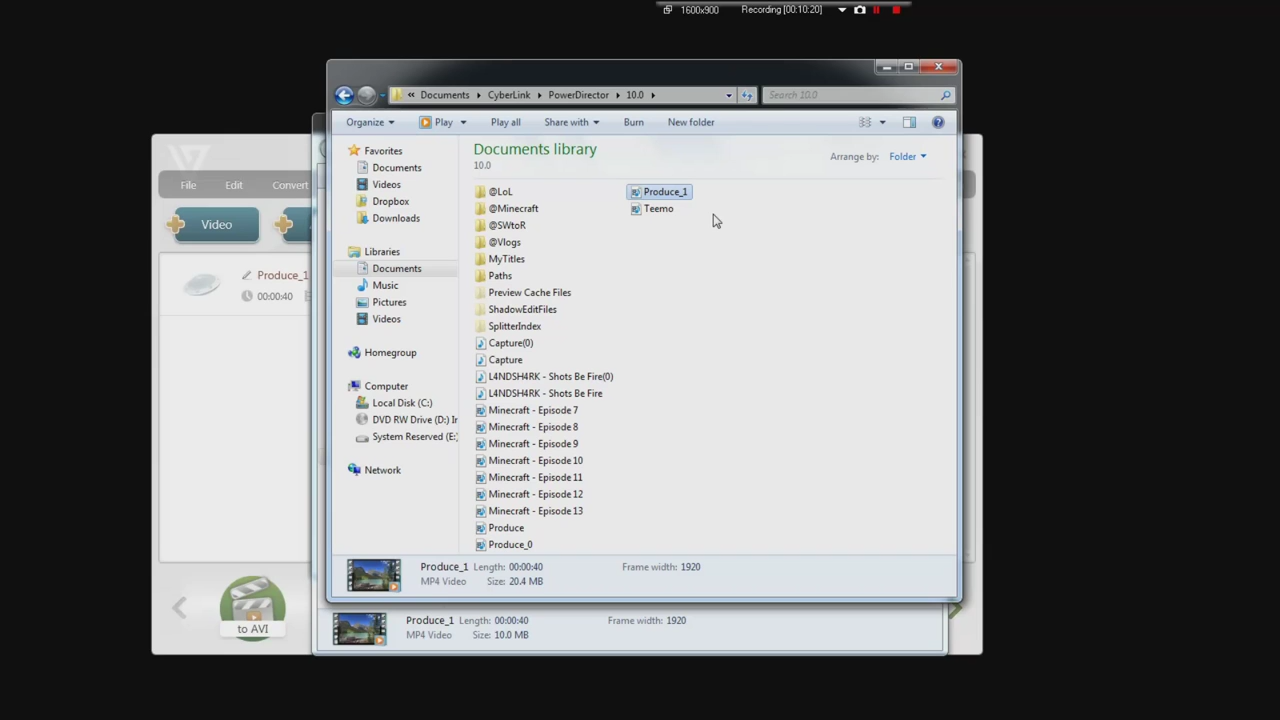 1600x900 Recording [00:10:20]
« Documents CyberLink PowerDirector 10.0
Search 10.0
Organize Play Play all Share with Burn New folder
Documents library
10.0
Arrange by: Folder
Favorites
Documents
Videos
Dropbox
Downloads
Libraries
Documents
Music
Pictures
Videos
Homegroup
Computer
Local Disk (C:)
DVD RW Drive (D:) Ir
System Reserved (E:
Network
@LoL
@Minecraft
@SWtoR
@Vlogs
MyTitles
Paths
Preview Cache Files
ShadowEditFiles
SplitterIndex
Capture(0)
Capture
L4NDSH4RK - Shots Be Fire(0)
L4NDSH4RK - Shots Be Fire
Minecraft - Episode 7
Minecraft - Episode 8
Minecraft - Episode 9
Minecraft - Episode 10
Minecraft - Episode 11
Minecraft - Episode 12
Minecraft - Episode 13
Produce
Produce_0
Produce_1
Teemo
Produce_1 Length: 00:00:40 Frame width: 1920
MP4 Video Size: 20.4 MB
Produce_1 Length: 00:00:40 Frame width: 1920
MP4 Video Size: 10.0 MB
File Edit Convert
Video
Produce_1
00:00:40
to AVI